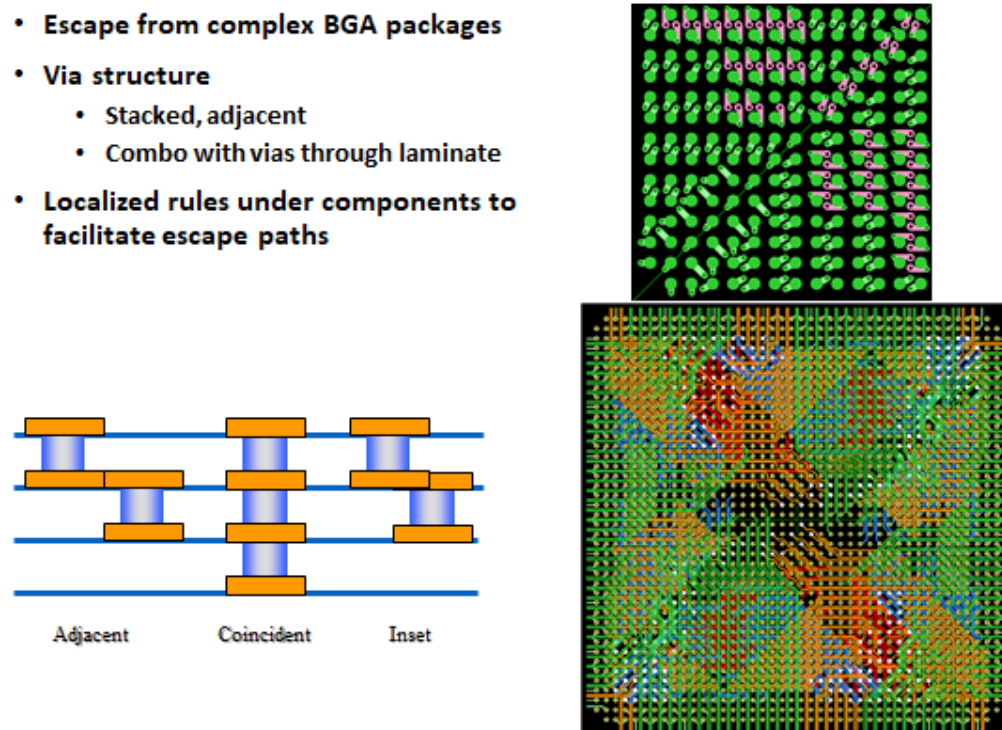 • Escape from complex BGA packages
• Via structure
• Stacked, adjacent
• Combo with vias through laminate
• Localized rules under components to
facilitate escape paths
Adjacent
Coincident
Inset